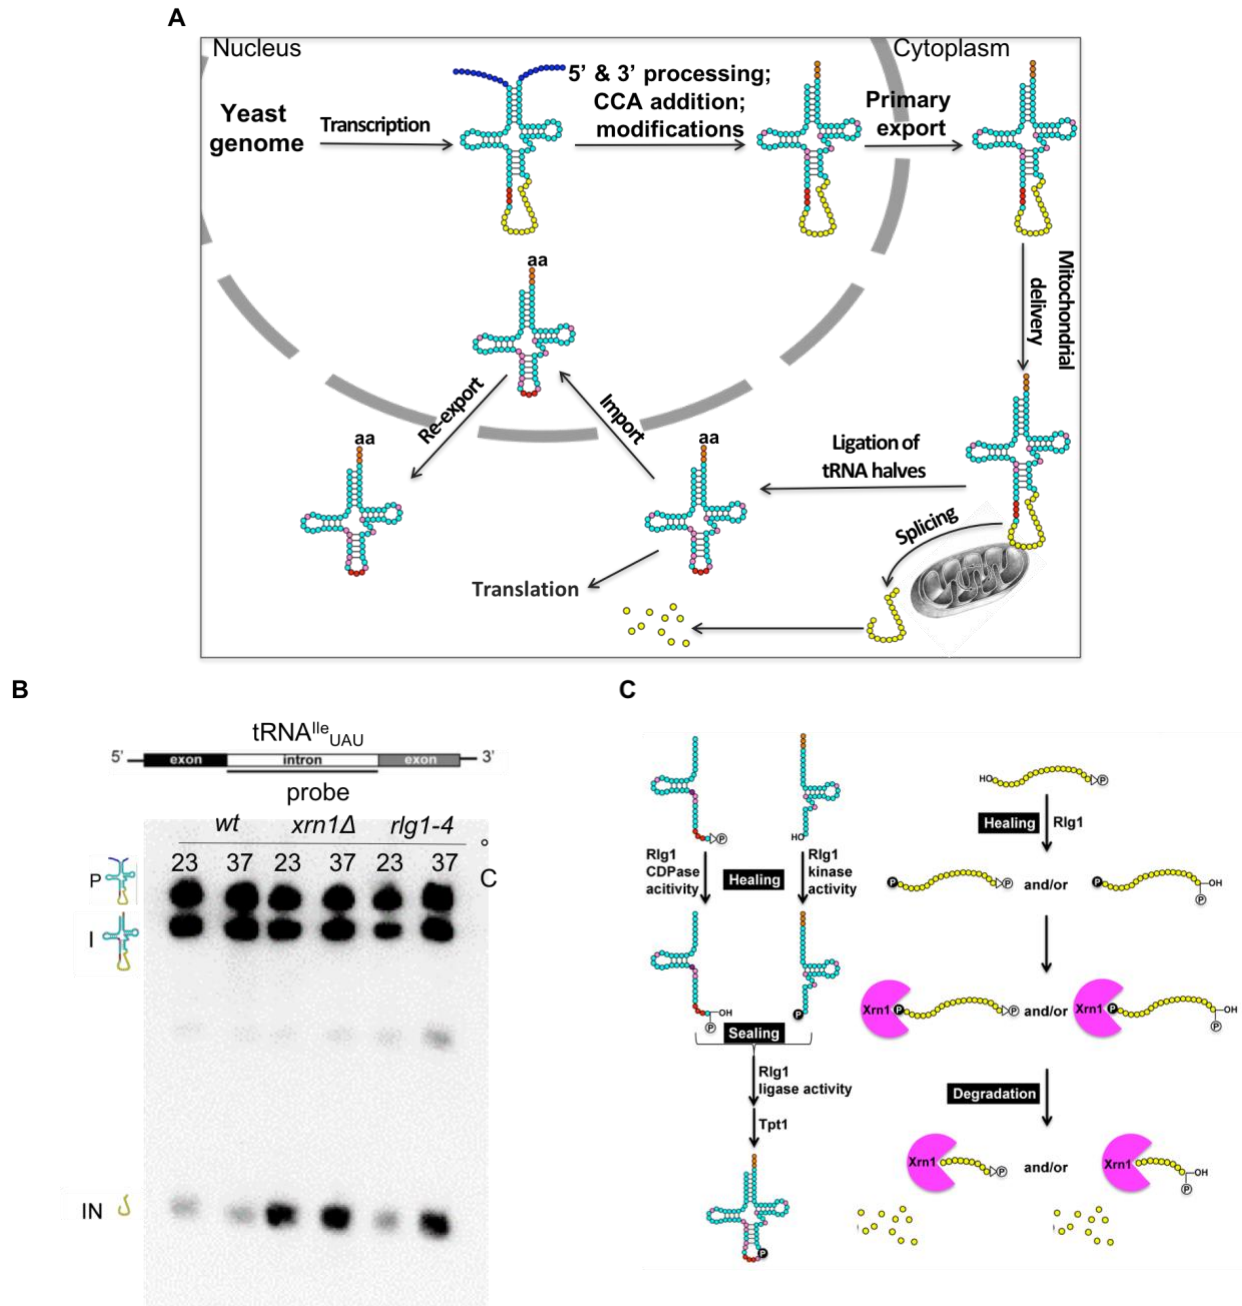 A
Nucleus
Cytoplasm
Yeast
genome
Transcription
5’ & 3’ processing;
CCA addition;
modifications
Primary
export
Mitochondrial
delivery
aa
Re-export
Import
aa
aa
Ligation of
tRNA halves
Splicing
Translation
B
tRNAIleUAU
5’ exon intron exon 3’
probe
wt xrn1Δ rlg1-4
23 37 23 37 23 37 °C
P
I
IN
C
P
HO
Rlg1
CDPase
acitivity
Healing
Rlg1
kinase
activity
OH
P
P
Sealing
Rlg1
ligase activity
Tpt1
P
HO P
Healing Rlg1
P P and/or P OH
P
Xrn1 P P and/or Xrn1 P OH
P
Degradation
Xrn1 P and/or Xrn1 OH
P